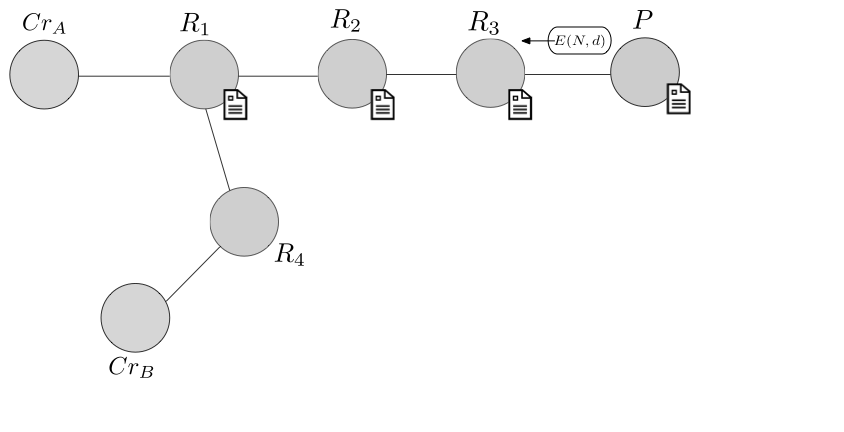 Cr_A
R_1
R_2
R_3
P
E(N, d)
R_4
Cr_B